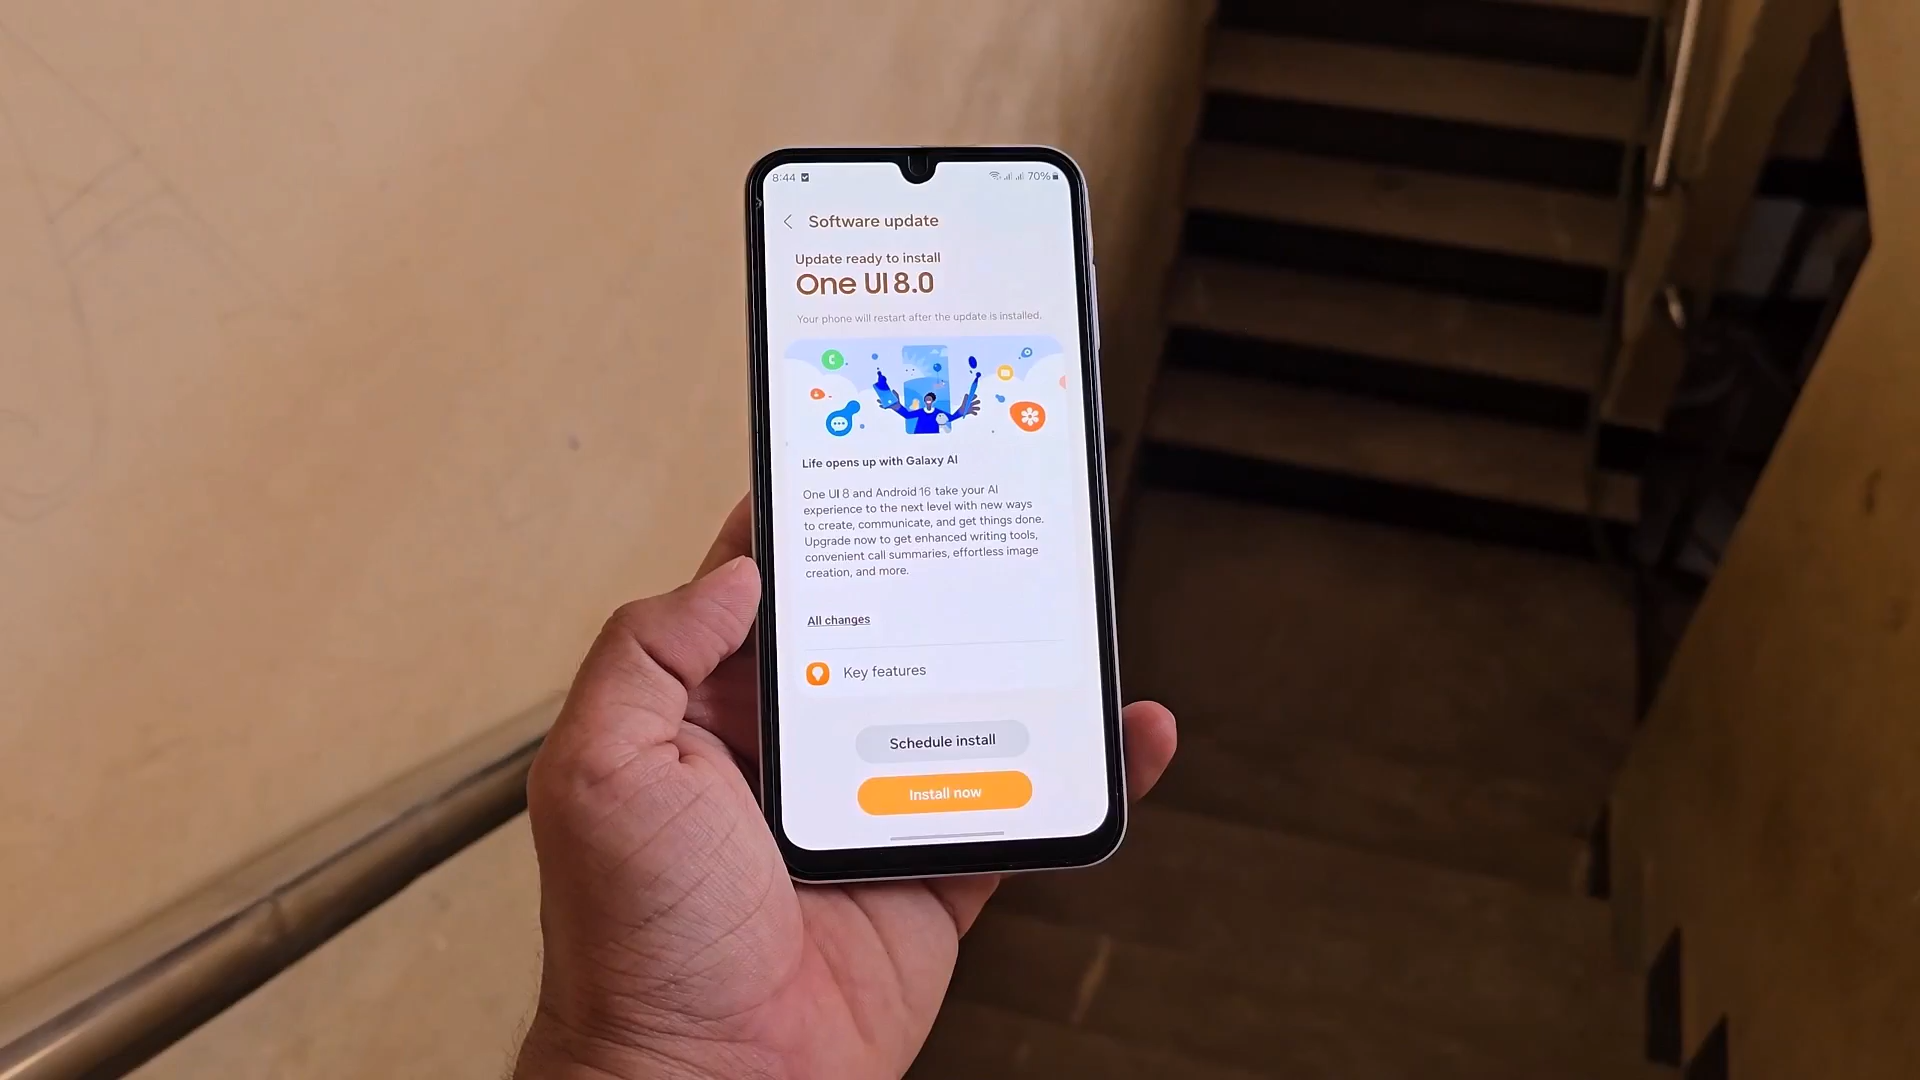 8:44
70%
Software update
Update ready to install
One UI 8.0
Your phone will restart after the update is installed.
Life opens up with Galaxy AI
One UI 8 and Android 16 take your AI
experience to the next level with new ways
to create, communicate, and get things done.
Upgrade now to get enhanced writing tools,
convenient call summaries, effortless image
creation, and more.
All changes
Key features
Schedule install
Install now